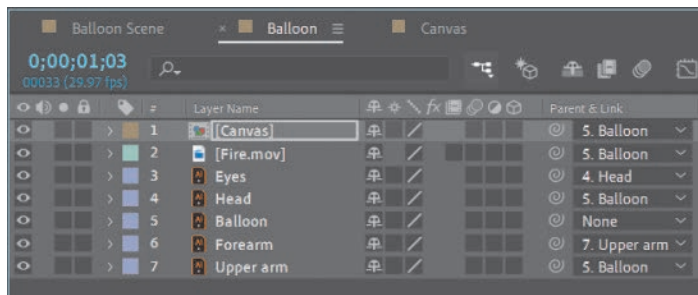 Balloon Scene × Balloon Canvas
0;00;01;03
00033 (29.97 fps)
# Layer Name fx Parent & Link
1 [Canvas] 5. Balloon
2 [Fire.mov] 5. Balloon
3 Eyes 4. Head
4 Head 5. Balloon
5 Balloon None
6 Forearm 7. Upper arm
7 Upper arm 5. Balloon